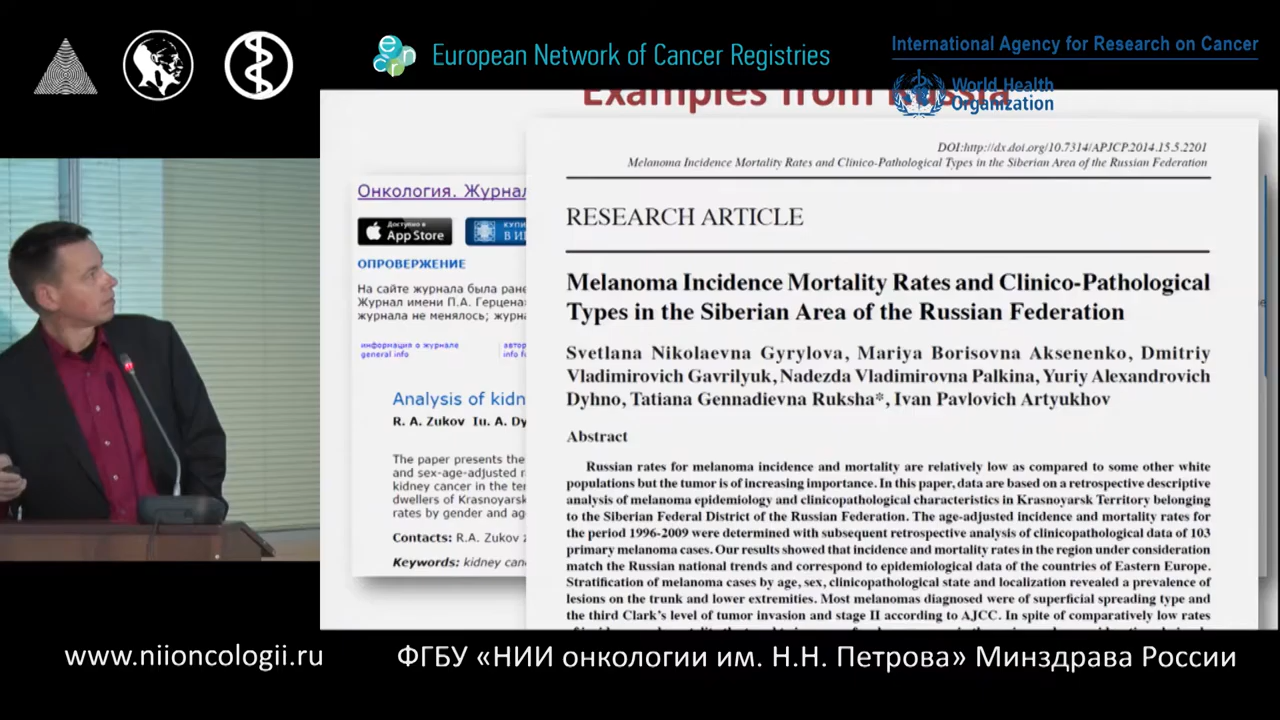 European Network of Cancer Registries
International Agency for Research on Cancer
World Health
Organization
Examples from Russia
DOI:http://dx.doi.org/10.7314/APJCP.2014.15.5.2201
Melanoma Incidence Mortality Rates and Clinico-Pathological Types in the Siberian Area of the Russian Federation
RESEARCH ARTICLE
Melanoma Incidence Mortality Rates and Clinico-Pathological
Types in the Siberian Area of the Russian Federation
Svetlana Nikolaevna Gyrylova, Mariya Borisovna Aksenenko, Dmitriy
Vladimirovich Gavrilyuk, Nadezda Vladimirovna Palkina, Yuriy Alexandrovich
Dyhno, Tatiana Gennadievna Ruksha*, Ivan Pavlovich Artyukhov
Abstract
Russian rates for melanoma incidence and mortality are relatively low as compared to some other white
populations but the tumor is of increasing importance. In this paper, data are based on a retrospective descriptive
analysis of melanoma epidemiology and clinicopathological characteristics in Krasnoyarsk Territory belonging
to the Siberian Federal District of the Russian Federation. The age-adjusted incidence and mortality rates for
the period 1996-2009 were determined with subsequent retrospective analysis of clinicopathological data of 103
primary melanoma cases. Our results showed that incidence and mortality rates in the region under consideration
match the Russian national trends and correspond to epidemiological data of the countries of Eastern Europe.
Stratification of melanoma cases by age, sex, clinicopathological state and localization revealed a prevalence of
lesions on the trunk and lower extremities. Most melanomas diagnosed were of superficial spreading type and
the third Clark's level of tumor invasion and stage II according to AJCC. In spite of comparatively low rates
Онкология. Журнал
Доступно в
App Store
КУПИ
В И
ОПРОВЕРЖЕНИЕ
На сайте журнала была ране
Журнал имени П.А. Герцена
журнала не менялось; журна
информация о журнале
general info
автор
info fo
Analysis of kidn
R. A. Zukov Iu. A. Dy
The paper presents the
and sex-age-adjusted r
kidney cancer in the ter
dwellers of Krasnoyarsk
rates by gender and ag
Contacts: R.A. Zukov
Keywords: kidney can
www.niioncologii.ru
ФГБУ «НИИ онкологии им. Н.Н. Петрова» Минздрава России